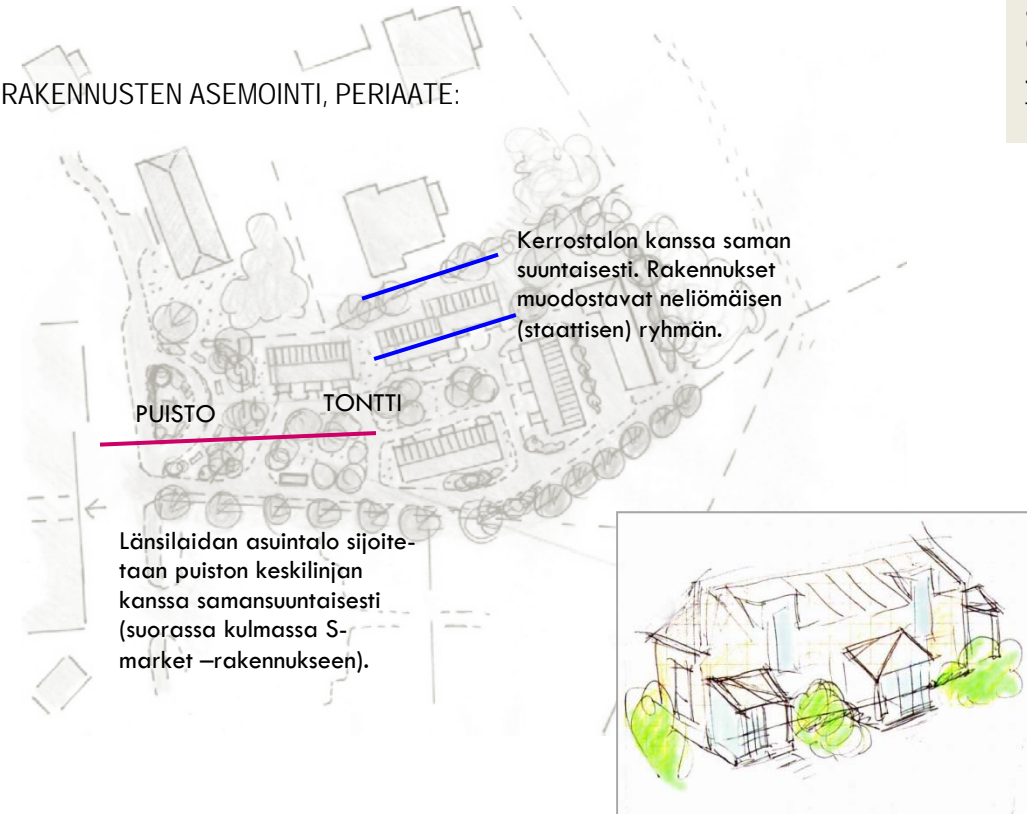 RAKENNUSTEN ASEMOINTI, PERIAATE:
Kerrostalon kanssa saman
suuntaisesti. Rakennukset
muodostavat neliömäisen
(staattisen) ryhmän.
PUISTO
TONTTI
Länsilaidan asuintalo sijoite-
taan puiston keskilinjan
kanssa samansuuntaisesti
(suorassa kulmassa S-
market –rakennukseen).